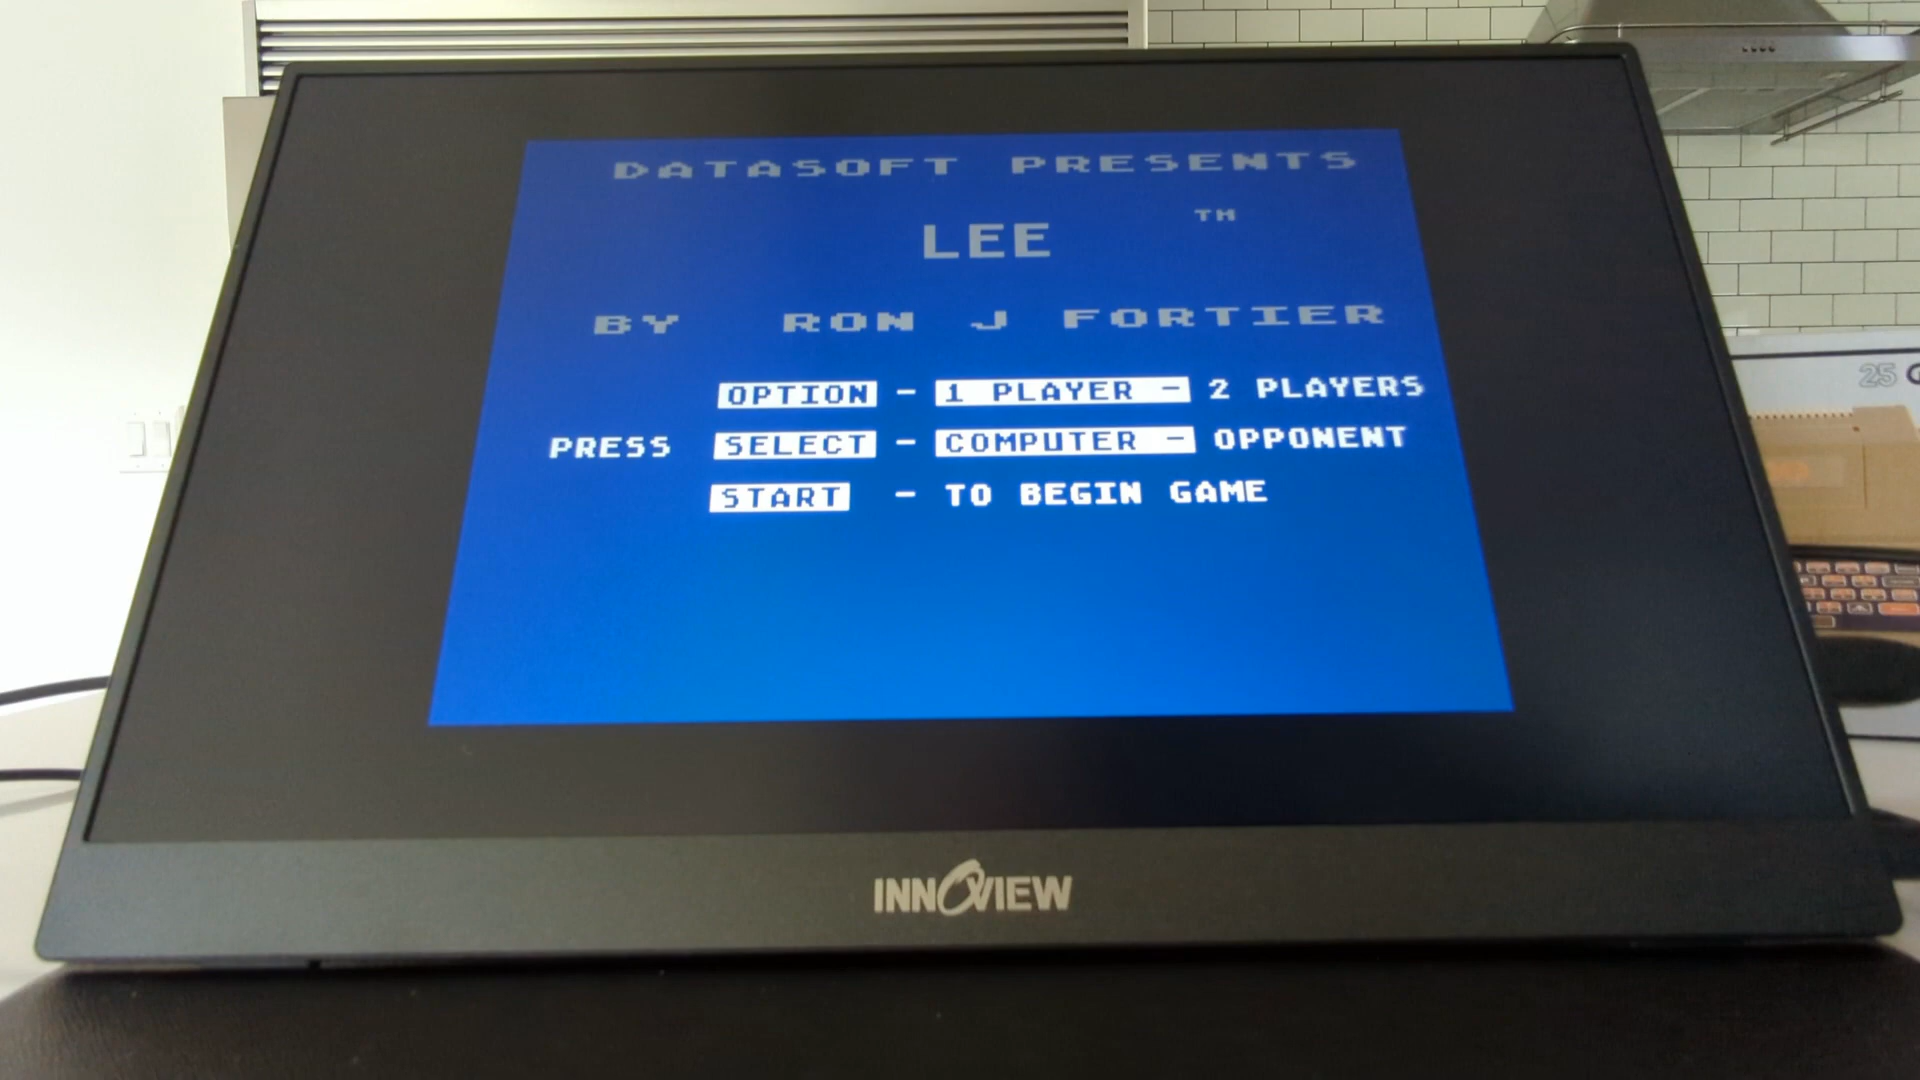 DATASOFT PRESENTS
LEE TM
BY RON J FORTIER
OPTION - 1 PLAYER - 2 PLAYERS
PRESS SELECT - COMPUTER - OPPONENT
START - TO BEGIN GAME
INNOVIEW
25